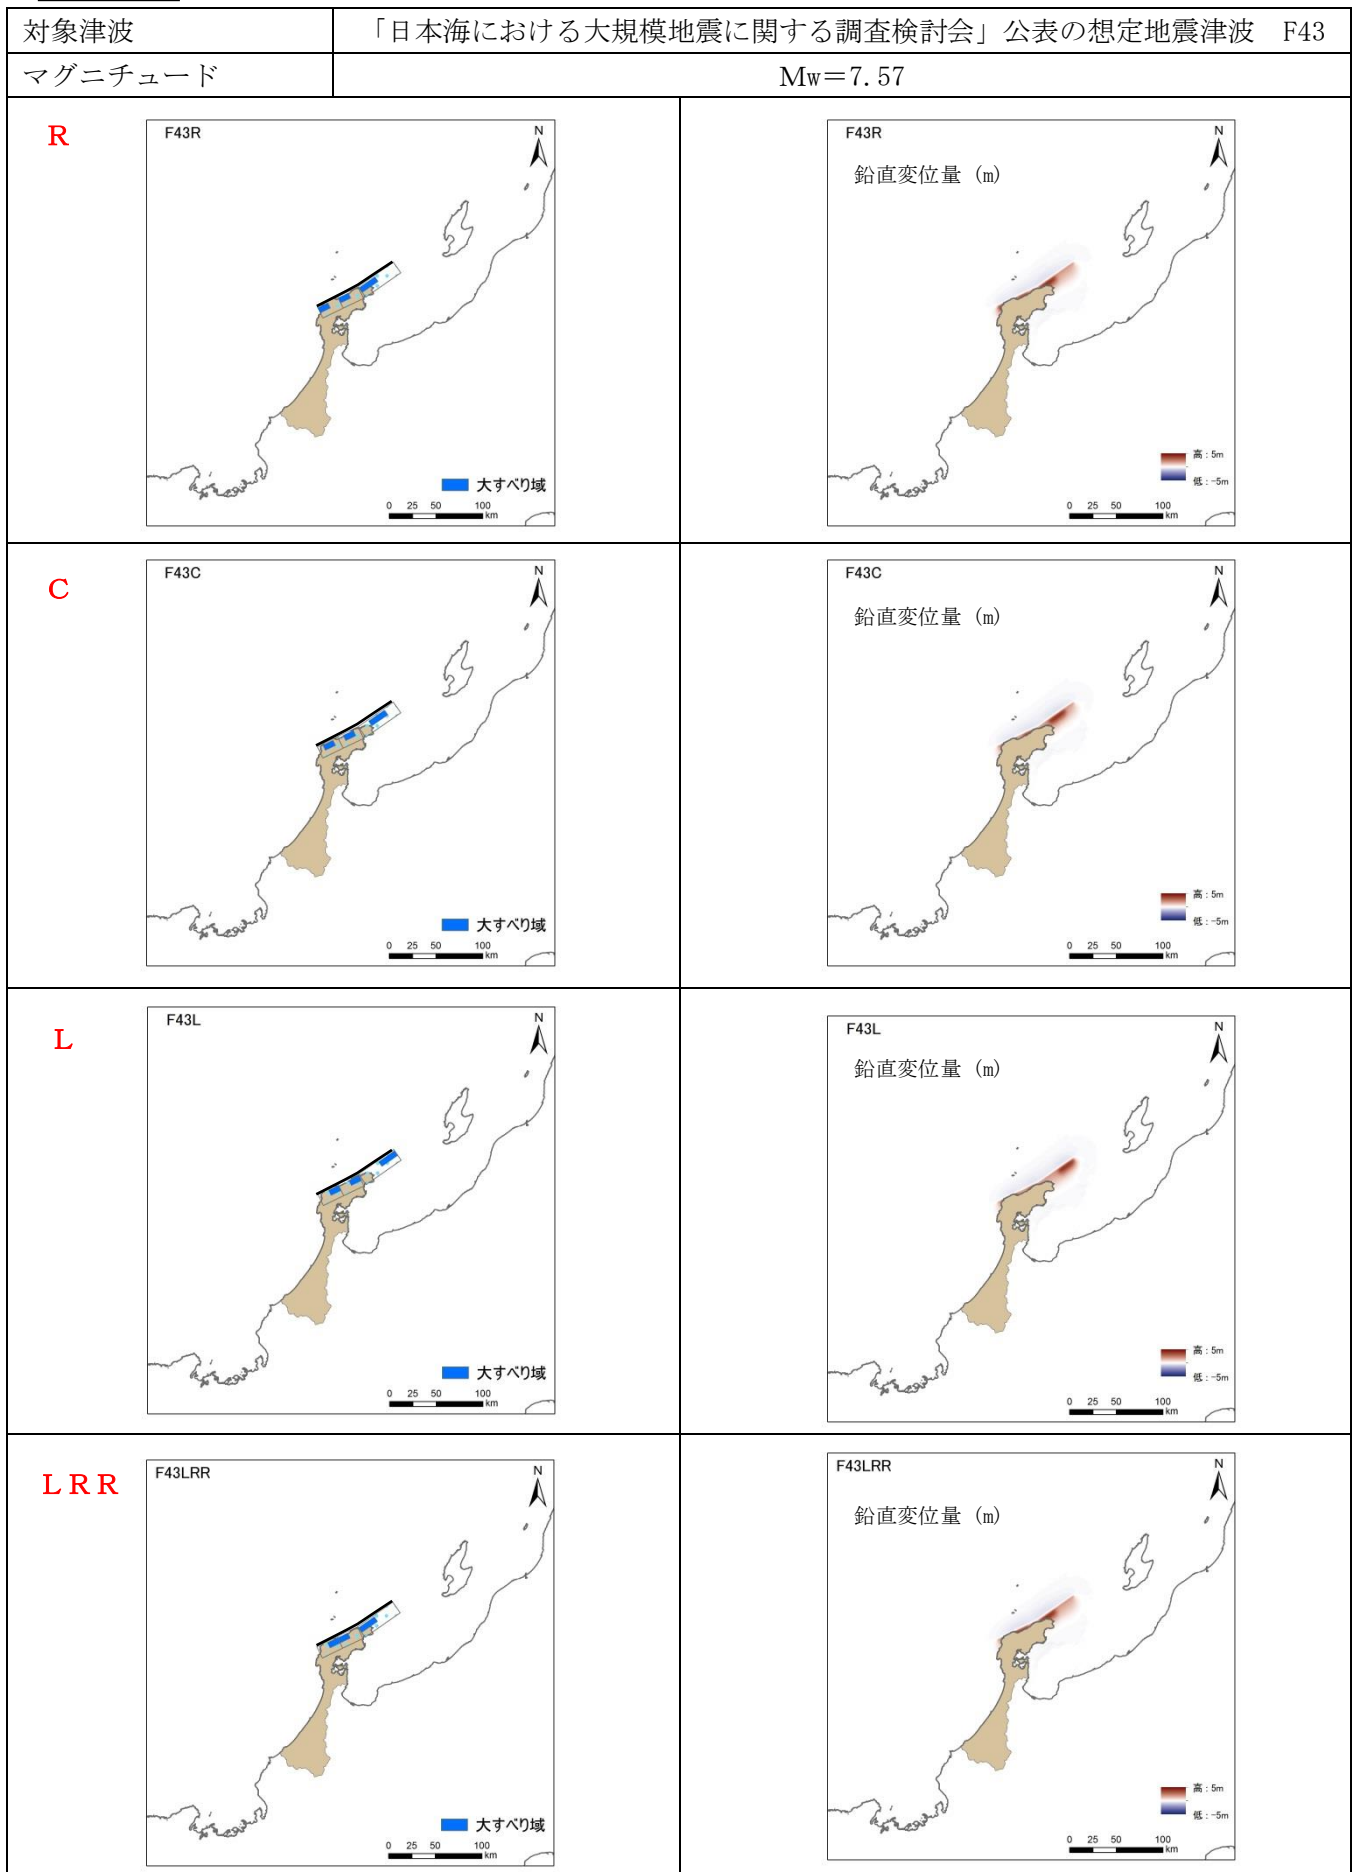 対象津波
「日本海における大規模地震に関する調査検討会」公表の想定地震津波　F43
マグニチュード
Mw＝7.57
R
F43R
N
大すべり域
0 25 50 100
km
F43R
N
鉛直変位量 (m)
高 : 5m
低 : -5m
0 25 50 100
km
C
F43C
N
大すべり域
0 25 50 100
km
F43C
N
鉛直変位量 (m)
高 : 5m
低 : -5m
0 25 50 100
km
L
F43L
N
大すべり域
0 25 50 100
km
F43L
N
鉛直変位量 (m)
高 : 5m
低 : -5m
0 25 50 100
km
LRR
F43LRR
N
大すべり域
0 25 50 100
km
F43LRR
N
鉛直変位量 (m)
高 : 5m
低 : -5m
0 25 50 100
km